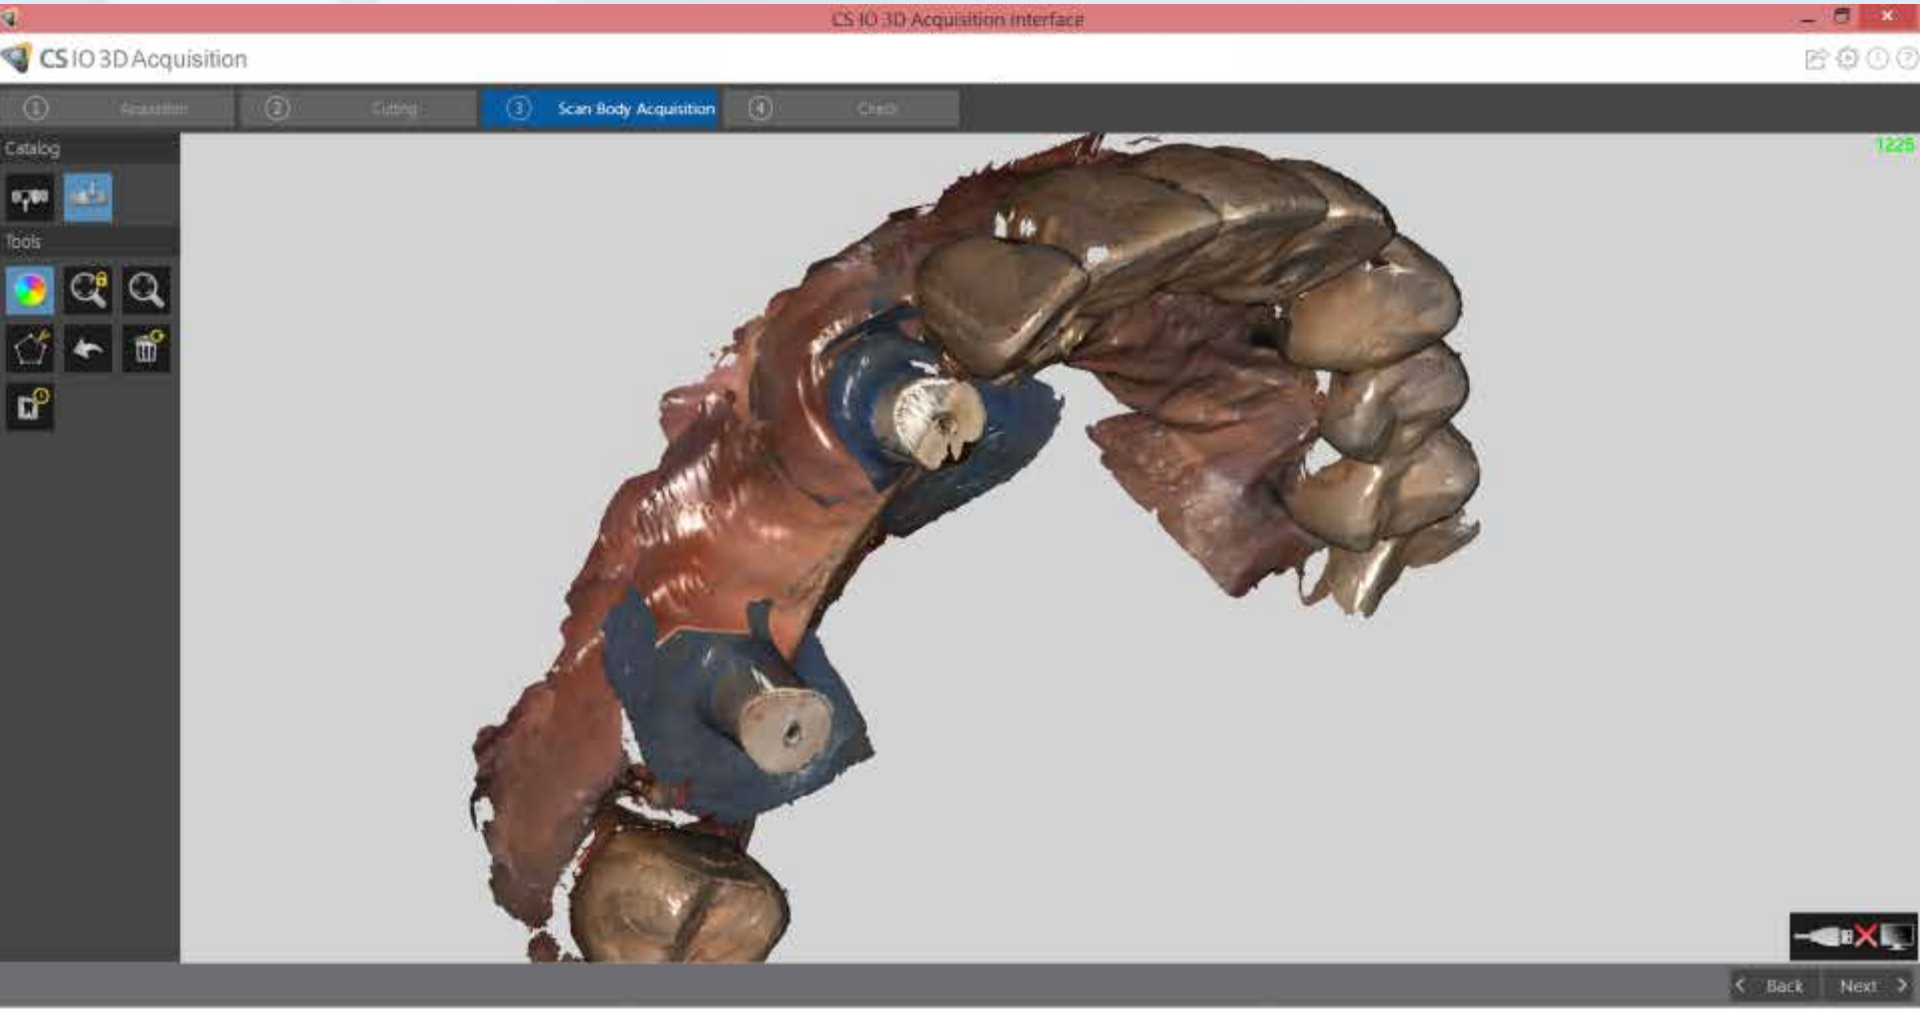 CS IO 3D Acquisition Interface
CS IO 3D Acquisition
1 Acquisition 2 Cutting 3 Scan Body Acquisition 4 Check
Catalog
1225
Tools
Back Next